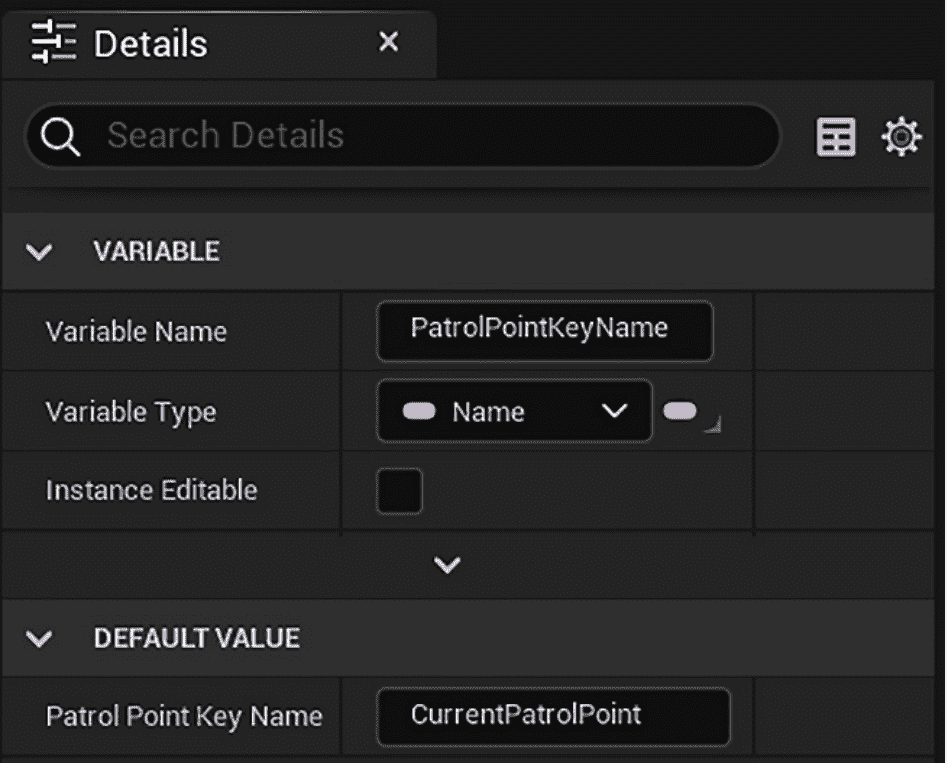 Details
Search Details
VARIABLE
Variable Name PatrolPointKeyName
Variable Type Name
Instance Editable
DEFAULT VALUE
Patrol Point Key Name CurrentPatrolPoint